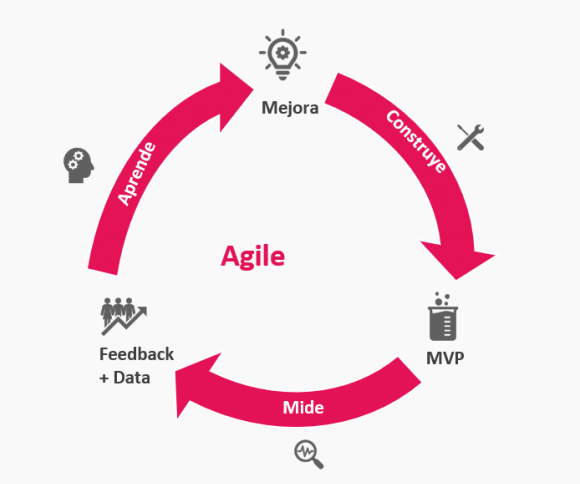 Mejora
Construye
Aprende
Agile
MVP
Feedback
+ Data
Mide